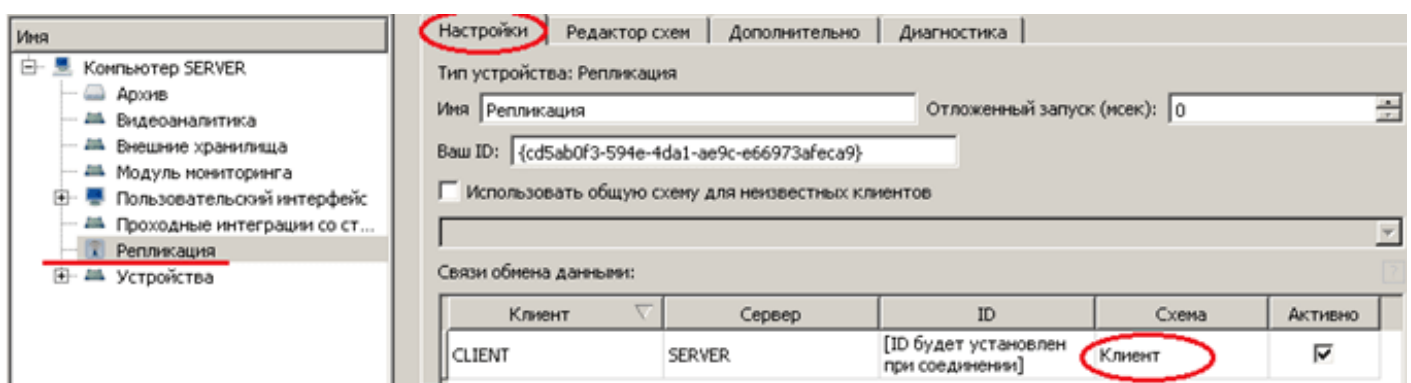 Имя
Компьютер SERVER
Архив
Видеоаналитика
Внешние хранилища
Модуль мониторинга
Пользовательский интерфейс
Проходные интеграции со ст...
Репликация
Устройства
Настройки Редактор схем Дополнительно Диагностика
Тип устройства: Репликация
Имя Репликация Отложенный запуск (мсек): 0
Ваш ID: {cd5ab0f3-594e-4da1-ae9c-e66973afeca9}
Использовать общую схему для неизвестных клиентов
Связи обмена данными: ?
Клиент Сервер ID Схема Активно
CLIENT SERVER [ID будет установлен при соединении] Клиент